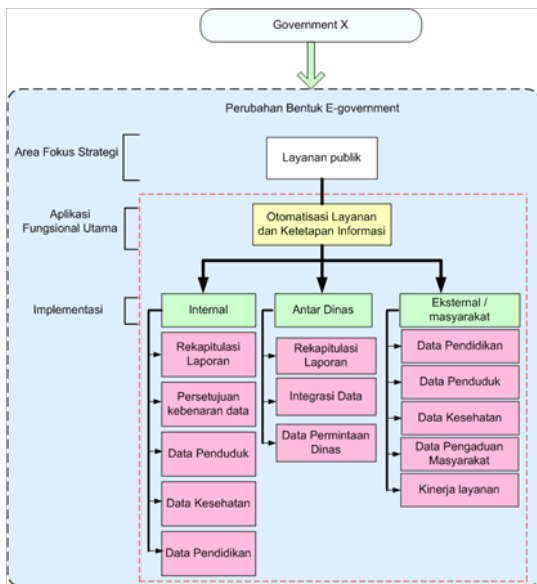 Government X
Perubahan Bentuk E-government
Area Fokus Strategi
Layanan publik
Aplikasi
Fungsional Utama
Otomatisasi Layanan
dan Ketetapan Informasi
Implementasi
Internal
Antar Dinas
Eksternal /
masyarakat
Rekapitulasi
Laporan
Persetujuan
kebenaran data
Data Penduduk
Data Kesehatan
Data Pendidikan
Rekapitulasi
Laporan
Integrasi Data
Data Permintaan
Dinas
Data Pendidikan
Data Penduduk
Data Kesehatan
Data Pengaduan
Masyarakat
Kinerja layanan